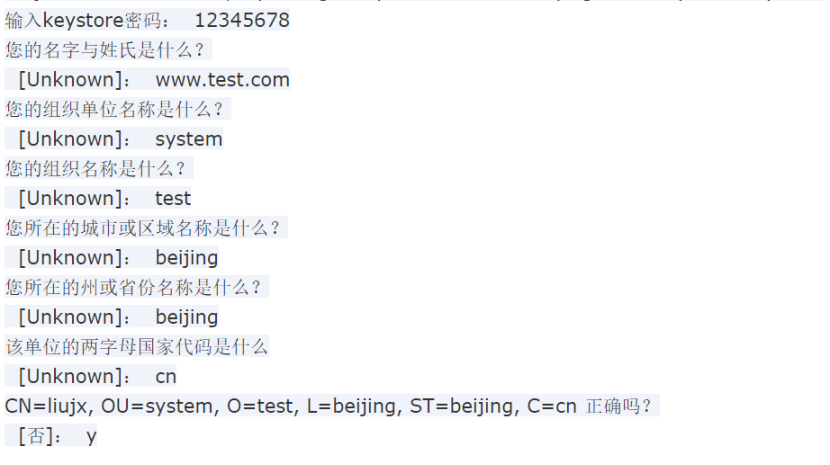 输入keystore密码： 12345678
您的名字与姓氏是什么？
[Unknown]： www.test.com
您的组织单位名称是什么？
[Unknown]： system
您的组织名称是什么？
[Unknown]： test
您所在的城市或区域名称是什么？
[Unknown]： beijing
您所在的州或省份名称是什么？
[Unknown]： beijing
该单位的两字母国家代码是什么
[Unknown]： cn
CN=liujx, OU=system, O=test, L=beijing, ST=beijing, C=cn 正确吗？
[否]： y